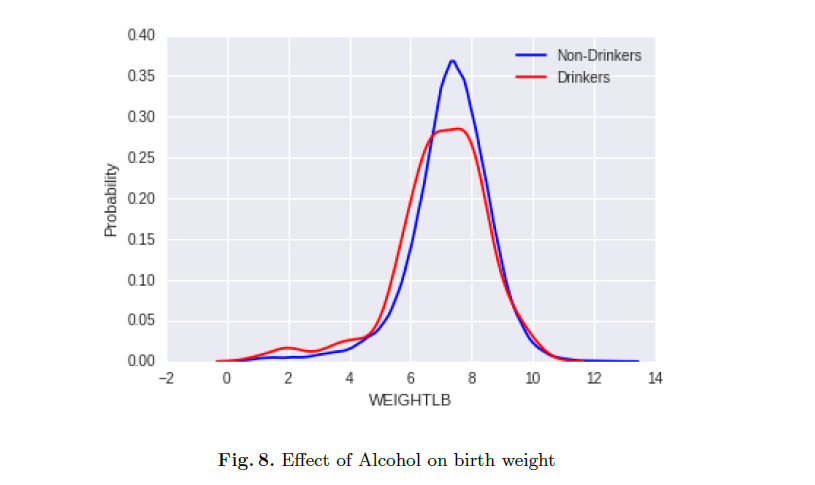 0.40
0.35
0.30
0.25
0.20
0.15
0.10
0.05
0.00
Probability
Non-Drinkers
Drinkers
−2 0 2 4 6 8 10 12 14
WEIGHTLB
Fig. 8. Effect of Alcohol on birth weight